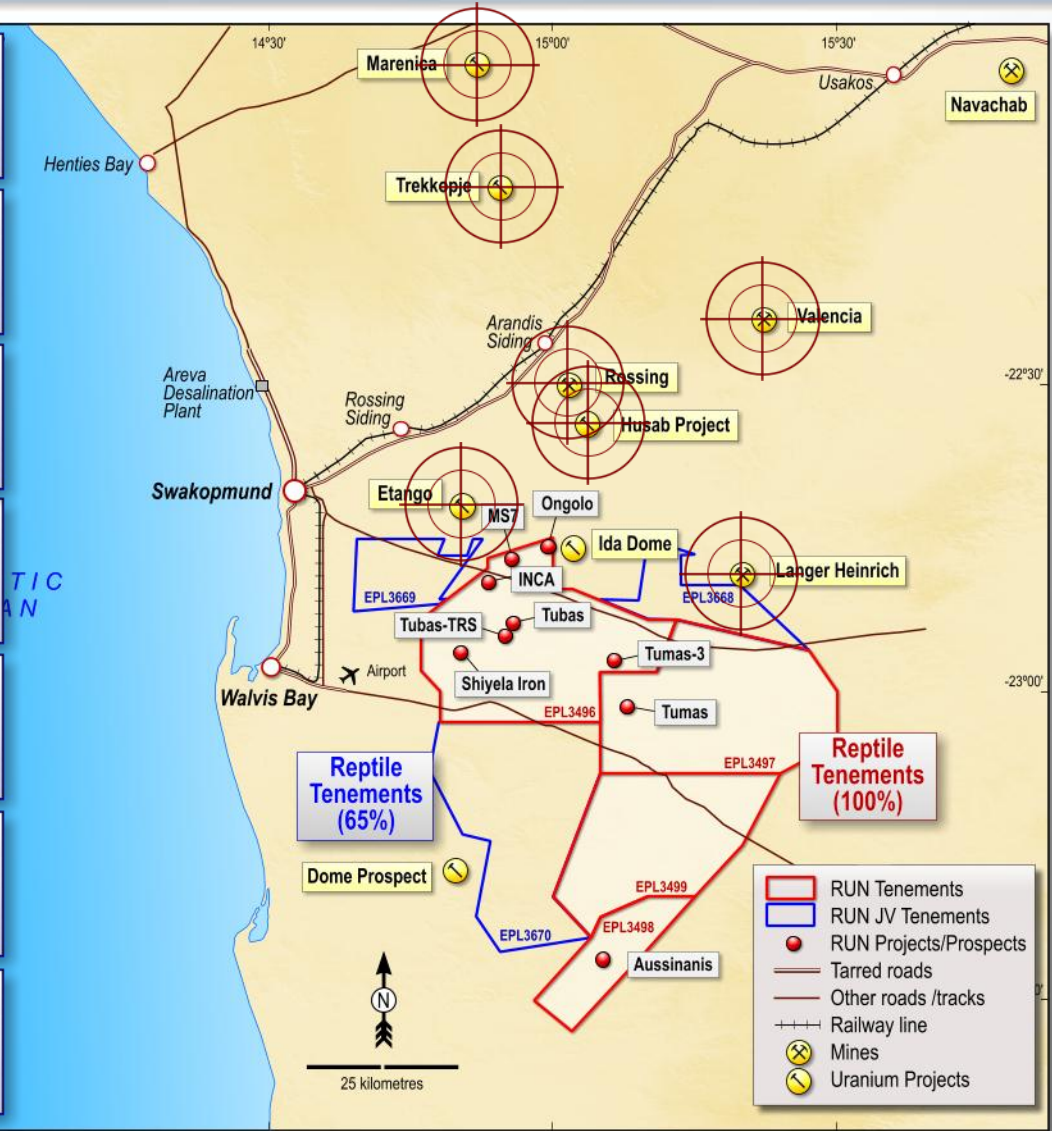 14°30'
15°00'
15°30'
Marenica
Usakos
Navachab
Henties Bay
Trekkopje
Arandis
Siding
Valencia
Areva
Desalination
Plant
Rossing
Siding
Rossing
-22°30'
Husab Project
Swakopmund
Etango
MS7
Ongolo
Ida Dome
TIC
AN
EPL3669
INCA
EPL3668
Langer Heinrich
Tubas-TRS
Tubas
Tumas-3
Walvis Bay
Airport
Shiyela Iron
EPL3496
Tumas
-23°00'
Reptile
Tenements
(65%)
EPL3497
Reptile
Tenements
(100%)
Dome Prospect
EPL3499
EPL3498
EPL3670
Aussinanis
N
25 kilometres
RUN Tenements
RUN JV Tenements
RUN Projects/Prospects
Tarred roads
Other roads /tracks
Railway line
Mines
Uranium Projects